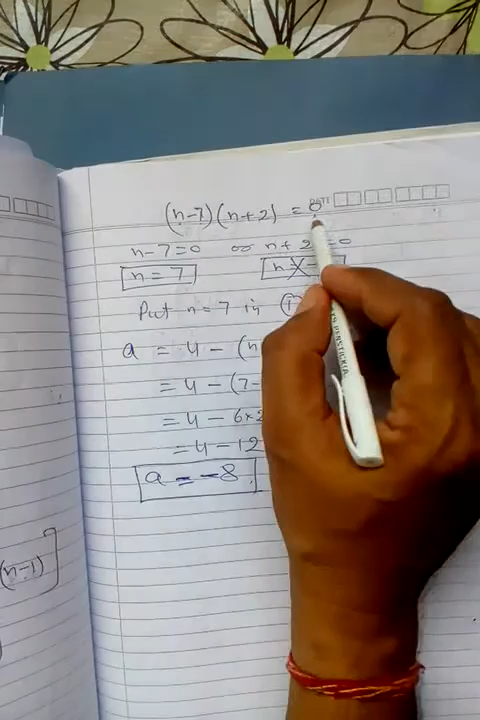 DATE
(n-7)(n+2) = 0
n-7=0 or n+2=0
n = 7 n
Put n = 7 in ①
a = 4 - (n
= 4 - (7-
= 4 - 6×2
= 4 - 12
a = -8
(n-1)